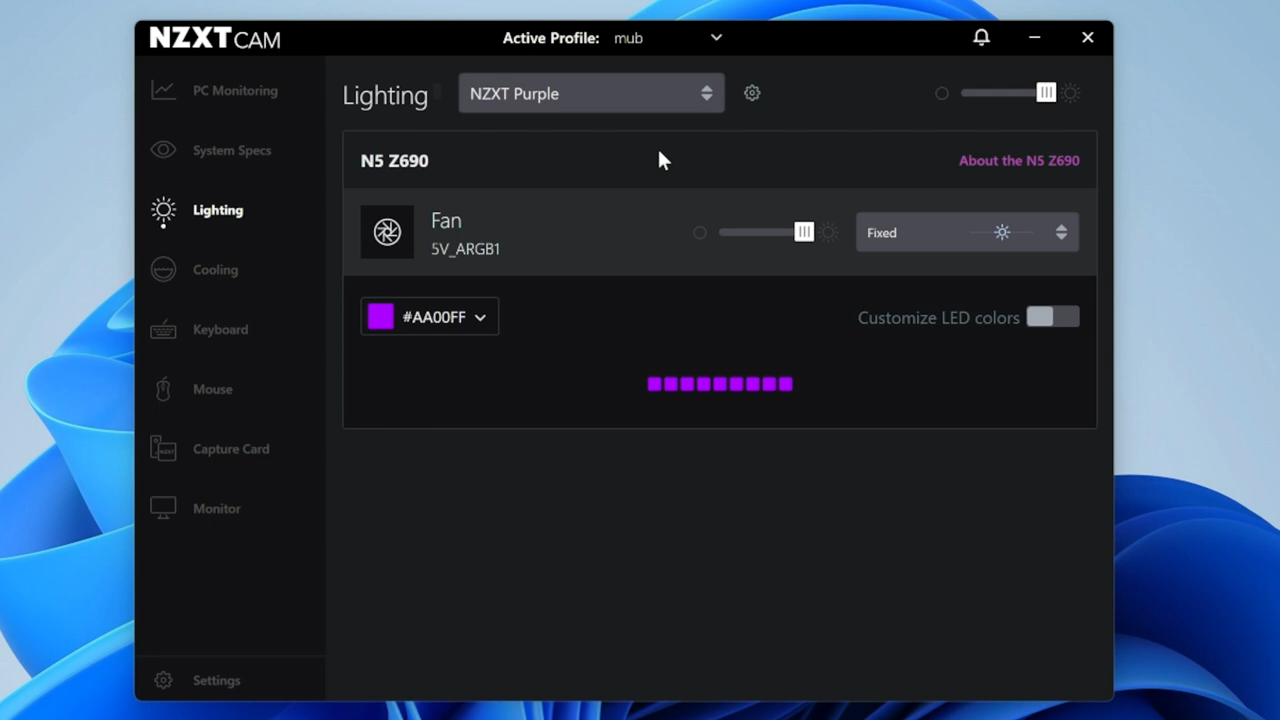 NZXT CAM
Active Profile: mub
PC Monitoring
System Specs
Lighting
Cooling
Keyboard
Mouse
Capture Card
Monitor
Settings
Lighting
NZXT Purple
N5 Z690
About the N5 Z690
Fan
5V_ARGB1
Fixed
#AA00FF
Customize LED colors